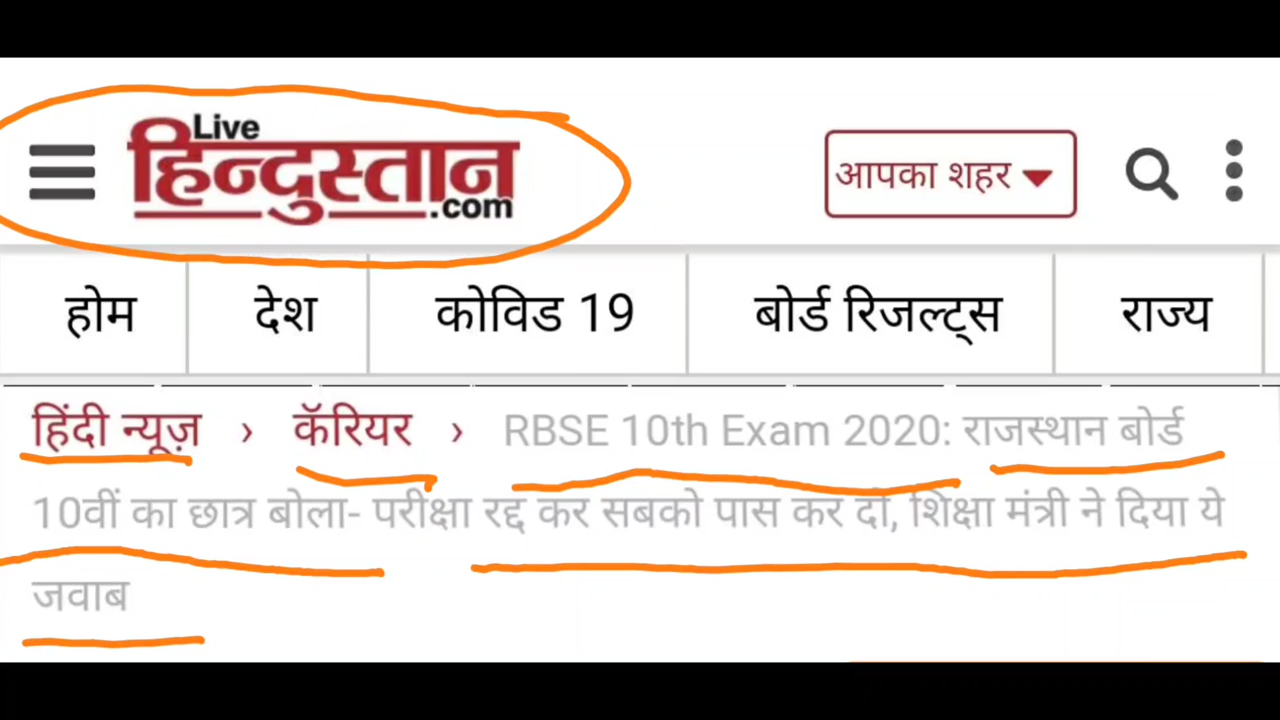 Live
हिन्दुस्तान
.com
आपका शहर
होम देश कोविड 19 बोर्ड रिजल्ट्स राज्य
हिंदी न्यूज़ › कॅरियर › RBSE 10th Exam 2020: राजस्थान बोर्ड
10वीं का छात्र बोला- परीक्षा रद्द कर सबको पास कर दो, शिक्षा मंत्री ने दिया ये
जवाब